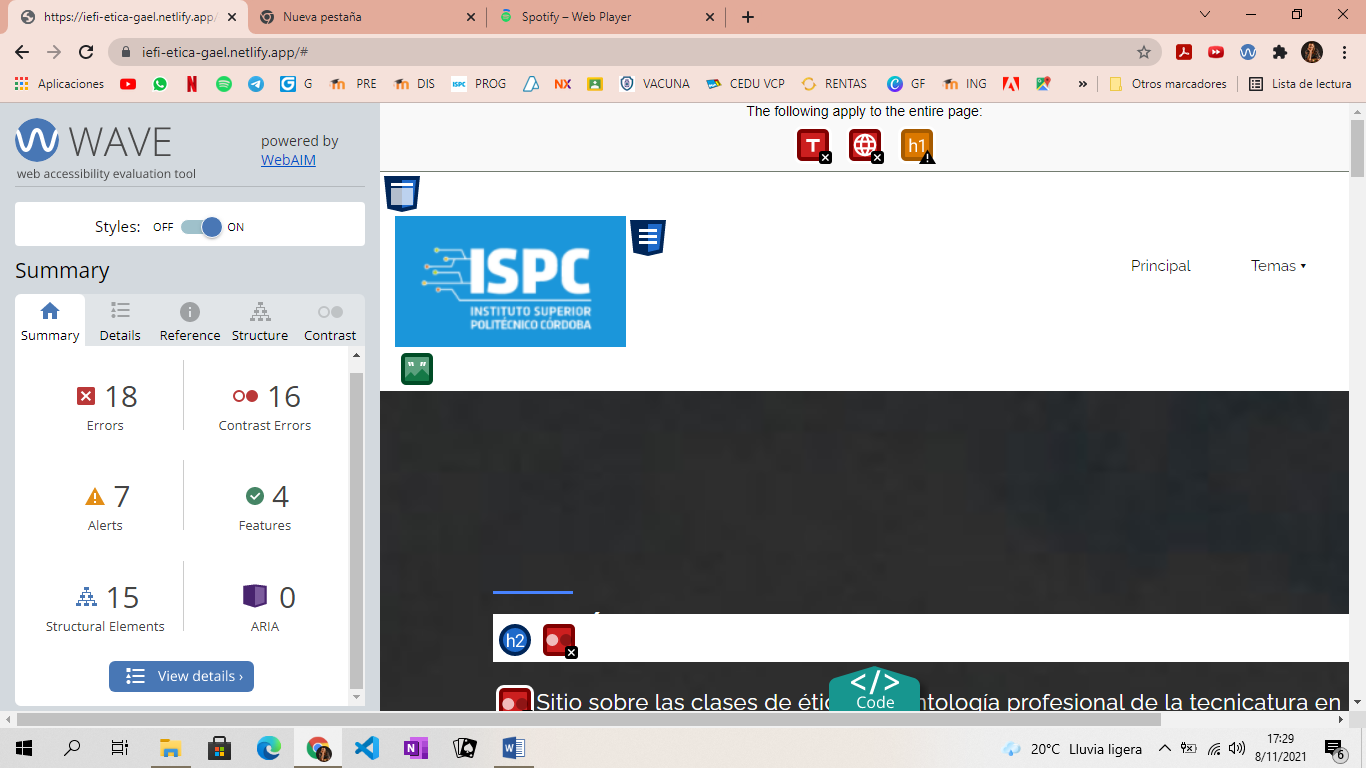 https://iefi-etica-gael.netlify.app/
Nueva pestaña
Spotify – Web Player
iefi-etica-gael.netlify.app/#
Aplicaciones
G
PRE
DIS
ISPC
PROG
NX
VACUNA
CEDU VCP
RENTAS
GF
ING
»
Otros marcadores
Lista de lectura
WAVE
web accessibility evaluation tool
powered by
WebAIM
Styles: OFF ON
Summary
Summary
Details
Reference
Structure
Contrast
18
Errors
16
Contrast Errors
7
Alerts
4
Features
15
Structural Elements
0
ARIA
View details ›
The following apply to the entire page:
T
h1
ISPC
INSTITUTO SUPERIOR
POLITÉCNICO CÓRDOBA
Principal
Temas ▾
h2
Sitio sobre las clases de
profesional de la tecnicatura en
</>
Code
20°C Lluvia ligera
17:29
8/11/2021
6